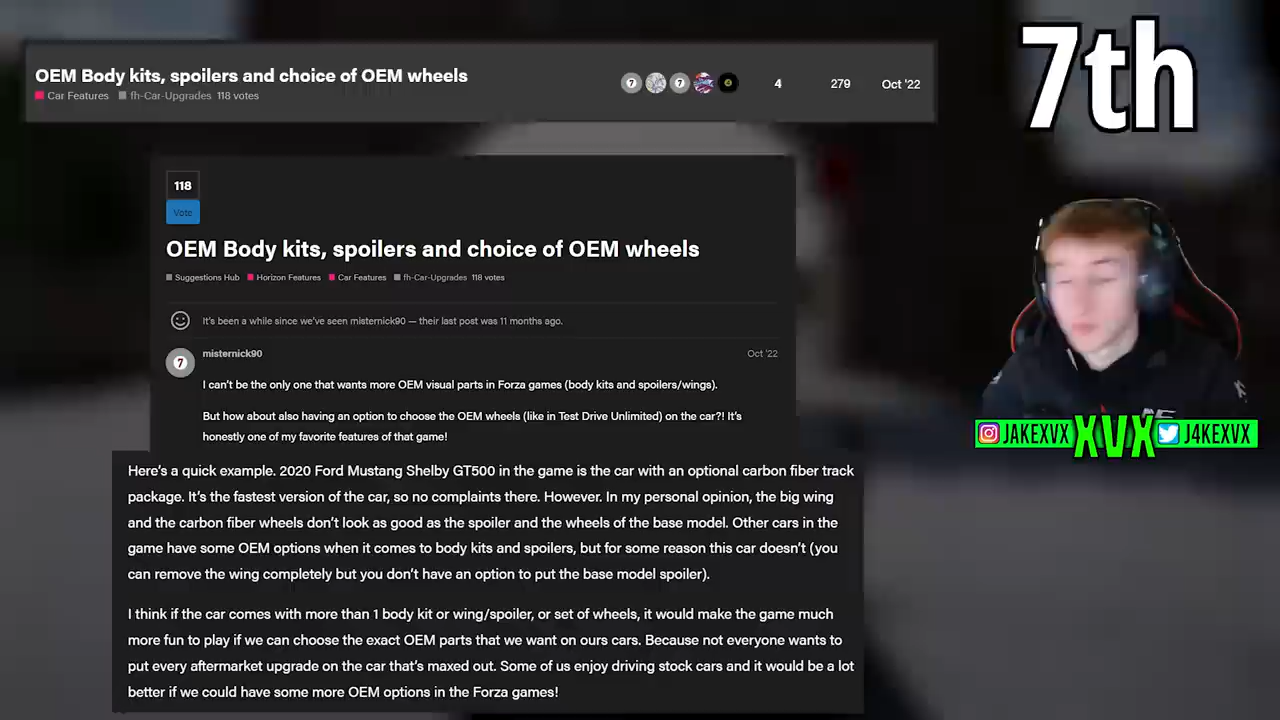 OEM Body kits, spoilers and choice of OEM wheels
Car Features fh-Car-Upgrades 118 votes
4 279 Oct '22
7th
118
Vote
OEM Body kits, spoilers and choice of OEM wheels
Suggestions Hub Horizon Features Car Features fh-Car-Upgrades 118 votes
It's been a while since we've seen misternick90 — their last post was 11 months ago.
7 misternick90 Oct '22
I can't be the only one that wants more OEM visual parts in Forza games (body kits and spoilers/wings).
But how about also having an option to choose the OEM wheels (like in Test Drive Unlimited) on the car?! It's
honestly one of my favorite features of that game!
JAKEXVX XVX J4KEXVX
Here's a quick example. 2020 Ford Mustang Shelby GT500 in the game is the car with an optional carbon fiber track
package. It's the fastest version of the car, so no complaints there. However. In my personal opinion, the big wing
and the carbon fiber wheels don't look as good as the spoiler and the wheels of the base model. Other cars in the
game have some OEM options when it comes to body kits and spoilers, but for some reason this car doesn't (you
can remove the wing completely but you don't have an option to put the base model spoiler).
I think if the car comes with more than 1 body kit or wing/spoiler, or set of wheels, it would make the game much
more fun to play if we can choose the exact OEM parts that we want on ours cars. Because not everyone wants to
put every aftermarket upgrade on the car that's maxed out. Some of us enjoy driving stock cars and it would be a lot
better if we could have some more OEM options in the Forza games!